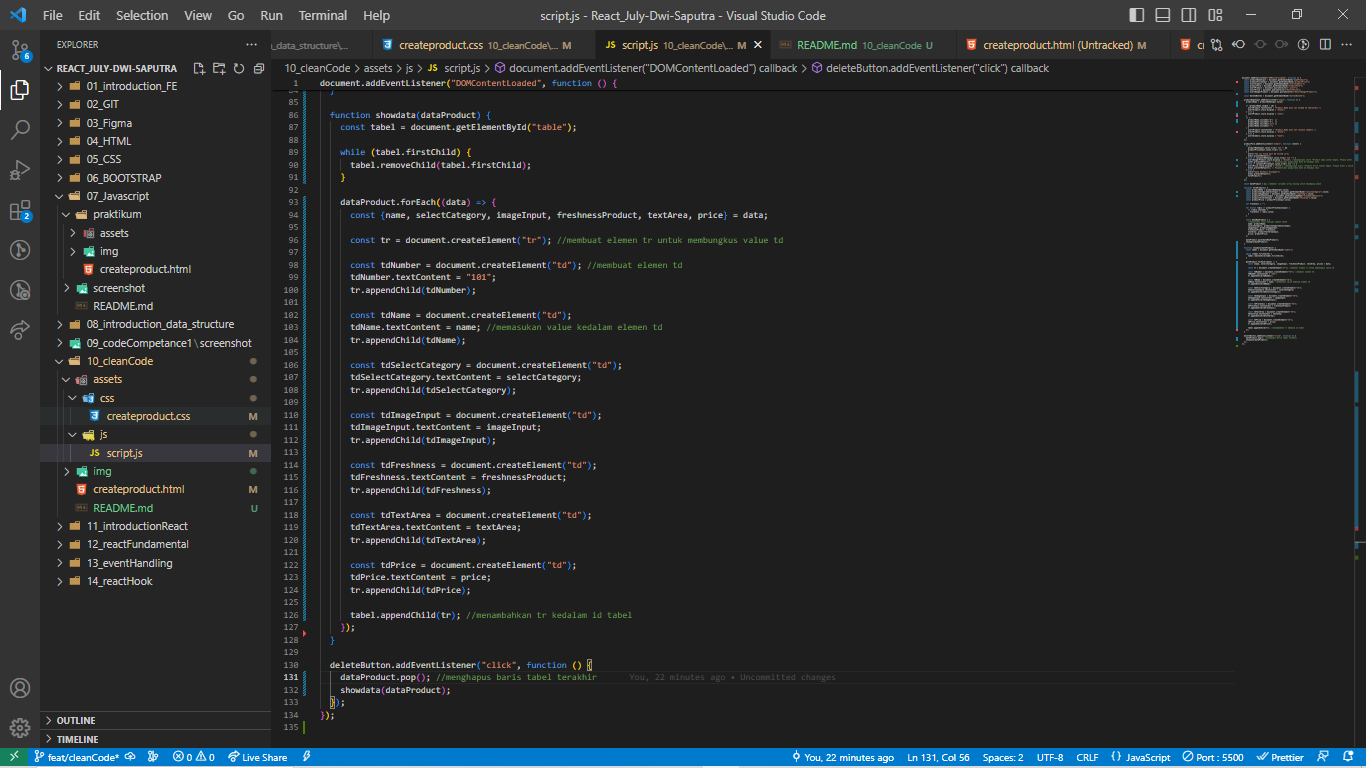 File Edit Selection View Go Run Terminal Help script.js - React_July-Dwi-Saputra - Visual Studio Code
EXPLORER
_data_structure\... createproduct.css 10_cleanCode\... M script.js 10_cleanCode\... M README.md 10_cleanCode U createproduct.html (Untracked) M
10_cleanCode > assets > js > JS script.js > document.addEventListener("DOMContentLoaded") callback > deleteButton.addEventListener("click") callback
6
2
REACT_JULY-DWI-SAPUTRA
01_introduction_FE
02_GIT
03_Figma
04_HTML
05_CSS
06_BOOTSTRAP
07_Javascript
praktikum
assets
img
createproduct.html
screenshot
README.md
08_introduction_data_structure
09_codeCompetance1\screenshot
10_cleanCode
assets
css
createproduct.css M
js
JS script.js M
img
createproduct.html M
README.md U
11_introductionReact
12_reactFundamental
13_eventHandling
14_reactHook
OUTLINE
TIMELINE
1 document.addEventListener("DOMContentLoaded", function () {
84 }
85
86 function showdata(dataProduct) {
87 const tabel = document.getElementById("table");
88
89 while (tabel.firstChild) {
90 tabel.removeChild(tabel.firstChild);
91 }
92
93 dataProduct.forEach((data) => {
94 const {name, selectCategory, imageInput, freshnessProduct, textArea, price} = data;
95
96 const tr = document.createElement("tr"); //membuat elemen tr untuk membungkus value td
97
98 const tdNumber = document.createElement("td"); //membuat elemen td
99 tdNumber.textContent = "101";
100 tr.appendChild(tdNumber);
101
102 const tdName = document.createElement("td");
103 tdName.textContent = name; //memasukan value kedalam elemen td
104 tr.appendChild(tdName);
105
106 const tdSelectCategory = document.createElement("td");
107 tdSelectCategory.textContent = selectCategory;
108 tr.appendChild(tdSelectCategory);
109
110 const tdImageInput = document.createElement("td");
111 tdImageInput.textContent = imageInput;
112 tr.appendChild(tdImageInput);
113
114 const tdFreshness = document.createElement("td");
115 tdFreshness.textContent = freshnessProduct;
116 tr.appendChild(tdFreshness);
117
118 const tdTextArea = document.createElement("td");
119 tdTextArea.textContent = textArea;
120 tr.appendChild(tdTextArea);
121
122 const tdPrice = document.createElement("td");
123 tdPrice.textContent = price;
124 tr.appendChild(tdPrice);
125
126 tabel.appendChild(tr); //menambahkan tr kedalam id tabel
127 });
128 }
129
130 deleteButton.addEventListener("click", function () {
131 dataProduct.pop(); //menghapus baris tabel terakhir You, 22 minutes ago • Uncommitted changes
132 showdata(dataProduct);
133 });
134 });
135
feat/cleanCode* 0 0 Live Share You, 22 minutes ago Ln 131, Col 56 Spaces: 2 UTF-8 CRLF {} JavaScript Port : 5500 Prettier